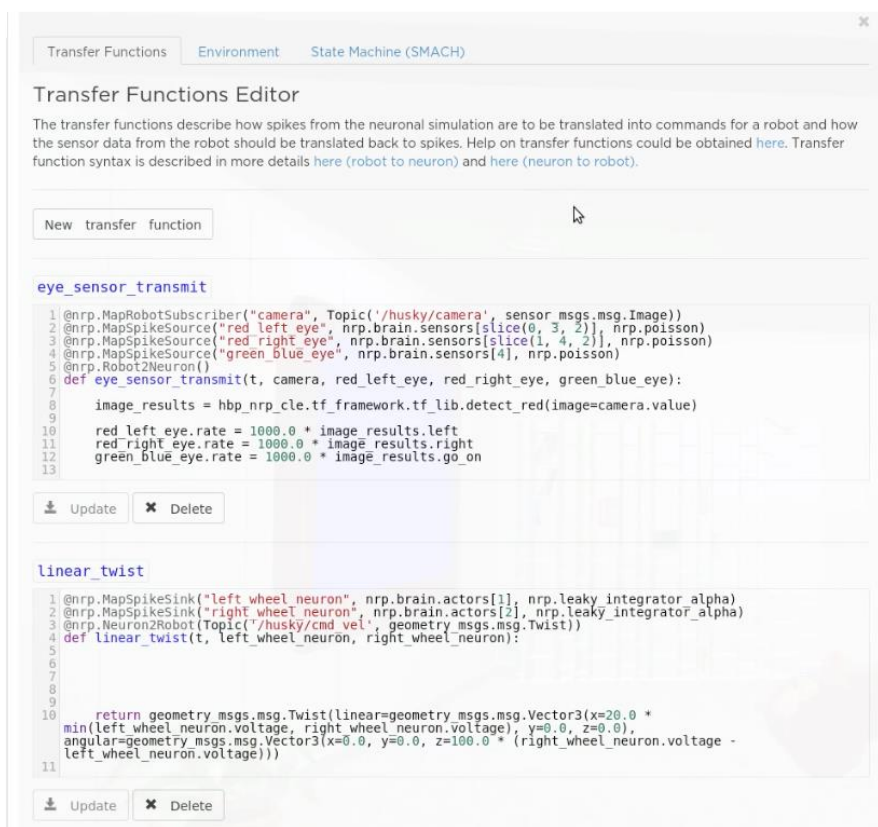 Transfer Functions Environment State Machine (SMACH)
Transfer Functions Editor
The transfer functions describe how spikes from the neuronal simulation are to be translated into commands for a robot and how
the sensor data from the robot should be translated back to spikes. Help on transfer functions could be obtained here. Transfer
function syntax is described in more details here (robot to neuron) and here (neuron to robot).
New transfer function
eye_sensor_transmit
1 @nrp.MapRobotSubscriber("camera", Topic('/husky/camera', sensor_msgs.msg.Image))
2 @nrp.MapSpikeSource("red_left_eye", nrp.brain.sensors[slice(0, 3, 2)], nrp.poisson)
3 @nrp.MapSpikeSource("red_right_eye", nrp.brain.sensors[slice(1, 4, 2)], nrp.poisson)
4 @nrp.MapSpikeSource("green_blue_eye", nrp.brain.sensors[4], nrp.poisson)
5 @nrp.Robot2Neuron()
6 def eye_sensor_transmit(t, camera, red_left_eye, red_right_eye, green_blue_eye):
7
8 image_results = hbp_nrp_cle.tf_framework.tf_lib.detect_red(image=camera.value)
9
10 red_left_eye.rate = 1000.0 * image_results.left
11 red_right_eye.rate = 1000.0 * image_results.right
12 green_blue_eye.rate = 1000.0 * image_results.go_on
13
Update Delete
linear_twist
1 @nrp.MapSpikeSink("left_wheel_neuron", nrp.brain.actors[1], nrp.leaky_integrator_alpha)
2 @nrp.MapSpikeSink("right_wheel_neuron", nrp.brain.actors[2], nrp.leaky_integrator_alpha)
3 @nrp.Neuron2Robot(Topic('/husky/cmd_vel', geometry_msgs.msg.Twist))
4 def linear_twist(t, left_wheel_neuron, right_wheel_neuron):
5
6
7
8
9
10 return geometry_msgs.msg.Twist(linear=geometry_msgs.msg.Vector3(x=20.0 *
min(left_wheel_neuron.voltage, right_wheel_neuron.voltage), y=0.0, z=0.0),
angular=geometry_msgs.msg.Vector3(x=0.0, y=0.0, z=100.0 * (right_wheel_neuron.voltage -
left_wheel_neuron.voltage)))
11
Update Delete